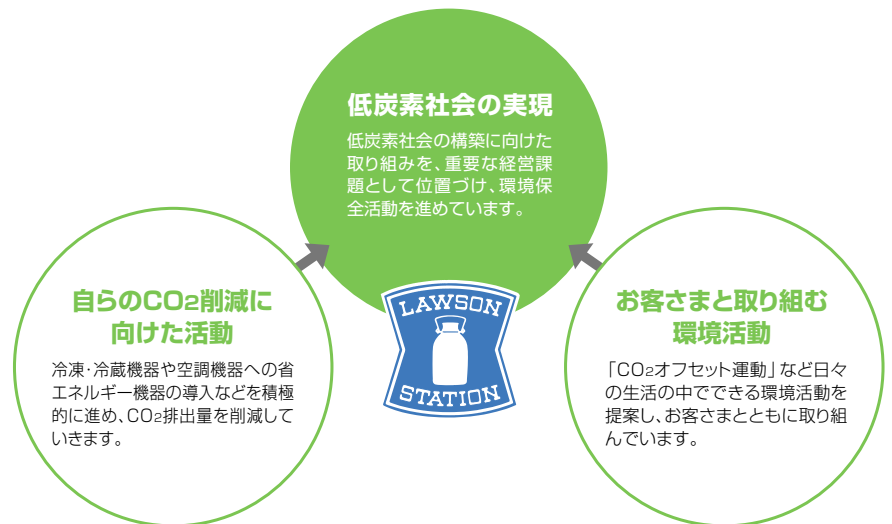 低炭素社会の実現
低炭素社会の構築に向けた
取り組みを、重要な経営課
題として位置づけ、環境保
全活動を進めています。
自らのCO2削減に
向けた活動
冷凍・冷蔵機器や空調機器への省
エネルギー機器の導入などを積極
的に進め、CO2排出量を削減して
いきます。
LAWSON
STATION
お客さまと取り組む
環境活動
「CO2オフセット運動」など日々
の生活の中でできる環境活動を
提案し、お客さまとともに取り組
んでいます。